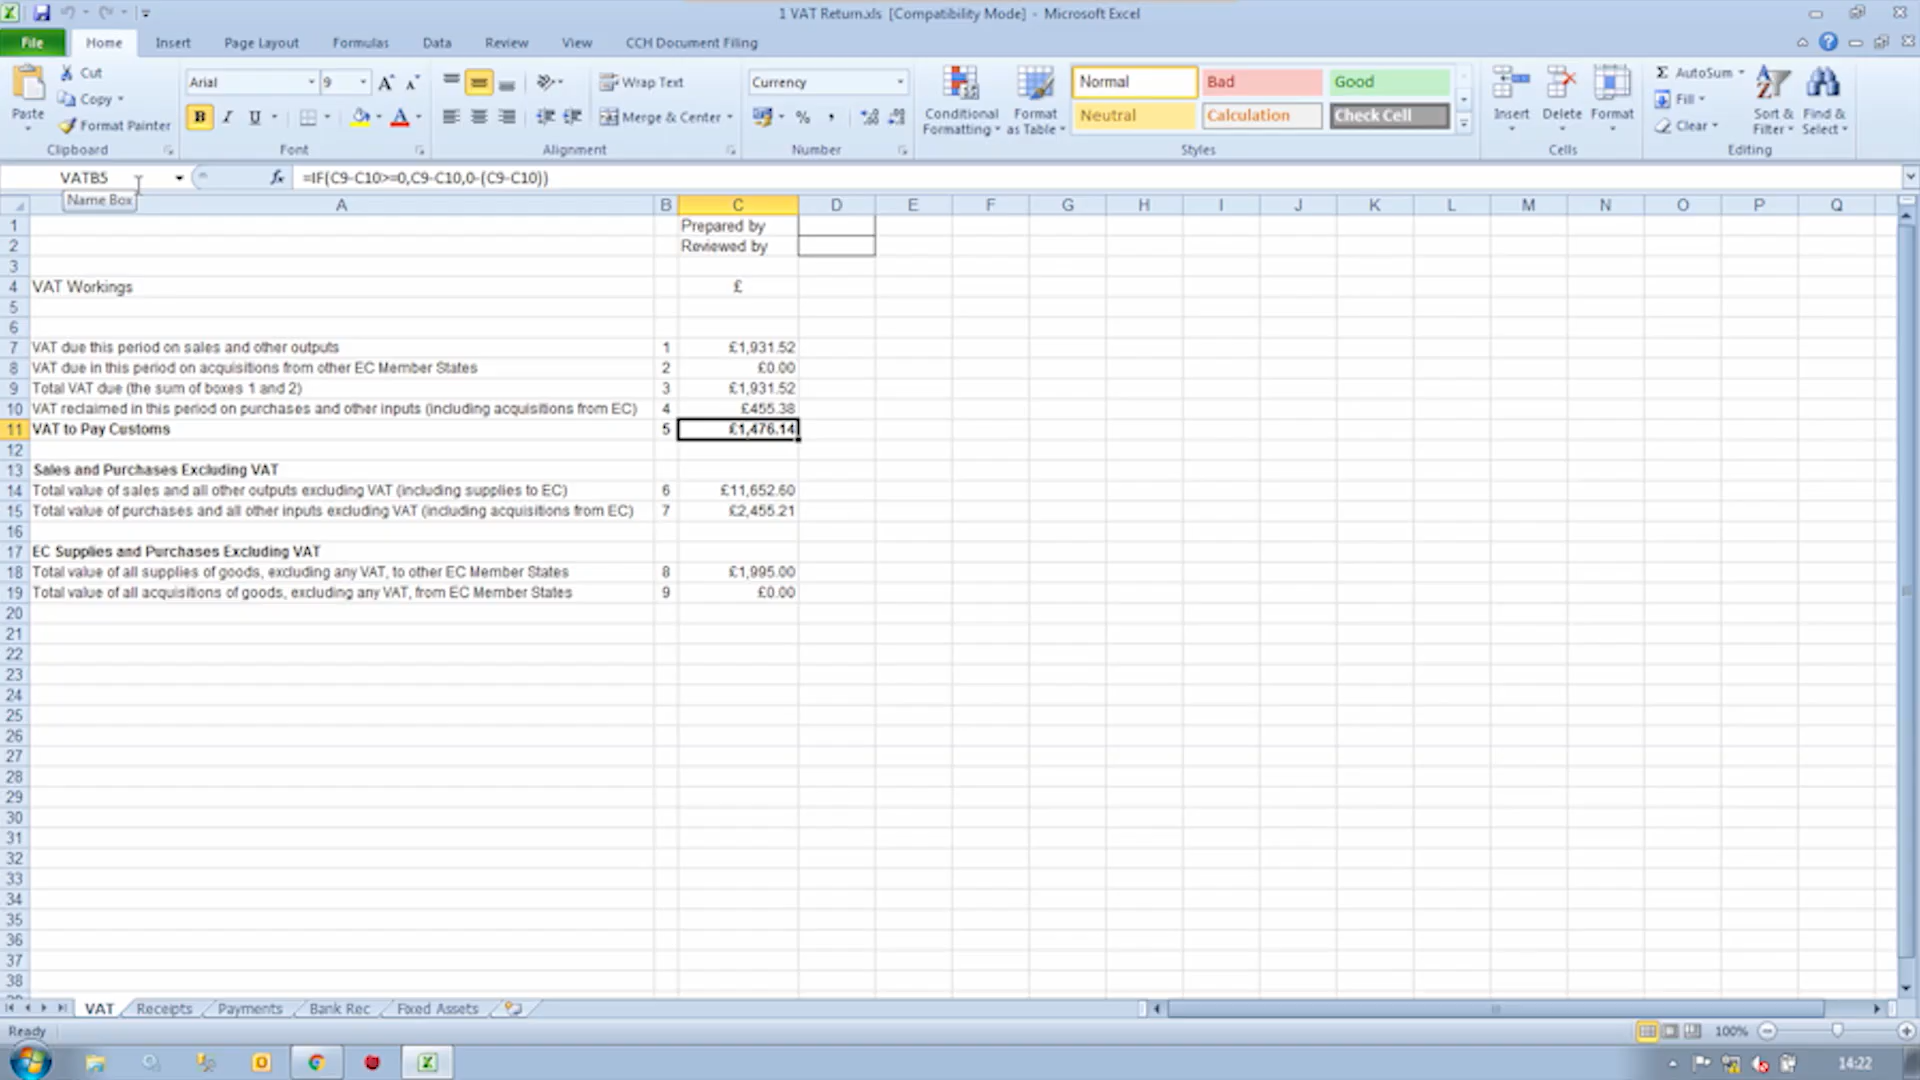 1 VAT Return.xls [Compatibility Mode] - Microsoft Excel
File Home Insert Page Layout Formulas Data Review View CCH Document Filing
Paste Cut Copy Format Painter Clipboard
Arial 9 B I U Font
Wrap Text Merge & Center Alignment
Currency % , Number
Conditional Formatting Format as Table
Normal Bad Good
Neutral Calculation Check Cell
Styles
Insert Delete Format Cells
Σ AutoSum Fill Clear Sort & Filter Find & Select Editing
VATB5 fx =IF(C9-C10>=0,C9-C10,0-(C9-C10))
Name Box
A B C D E F G H I J K L M N O P Q
1 Prepared by
2 Reviewed by
3
4 VAT Workings £
5
6
7 VAT due this period on sales and other outputs 1 £1,931.52
8 VAT due in this period on acquisitions from other EC Member States 2 £0.00
9 Total VAT due (the sum of boxes 1 and 2) 3 £1,931.52
10 VAT reclaimed in this period on purchases and other inputs (including acquisitions from EC) 4 £455.38
11 VAT to Pay Customs 5 £1,476.14
12
13 Sales and Purchases Excluding VAT
14 Total value of sales and all other outputs excluding VAT (including supplies to EC) 6 £11,652.60
15 Total value of purchases and all other inputs excluding VAT (including acquisitions from EC) 7 £2,455.21
16
17 EC Supplies and Purchases Excluding VAT
18 Total value of all supplies of goods, excluding any VAT, to other EC Member States 8 £1,995.00
19 Total value of all acquisitions of goods, excluding any VAT, from EC Member States 9 £0.00
20
21
22
23
24
25
26
27
28
29
30
31
32
33
34
35
36
37
38
VAT Receipts Payments Bank Rec Fixed Assets
Ready 100%
14:22